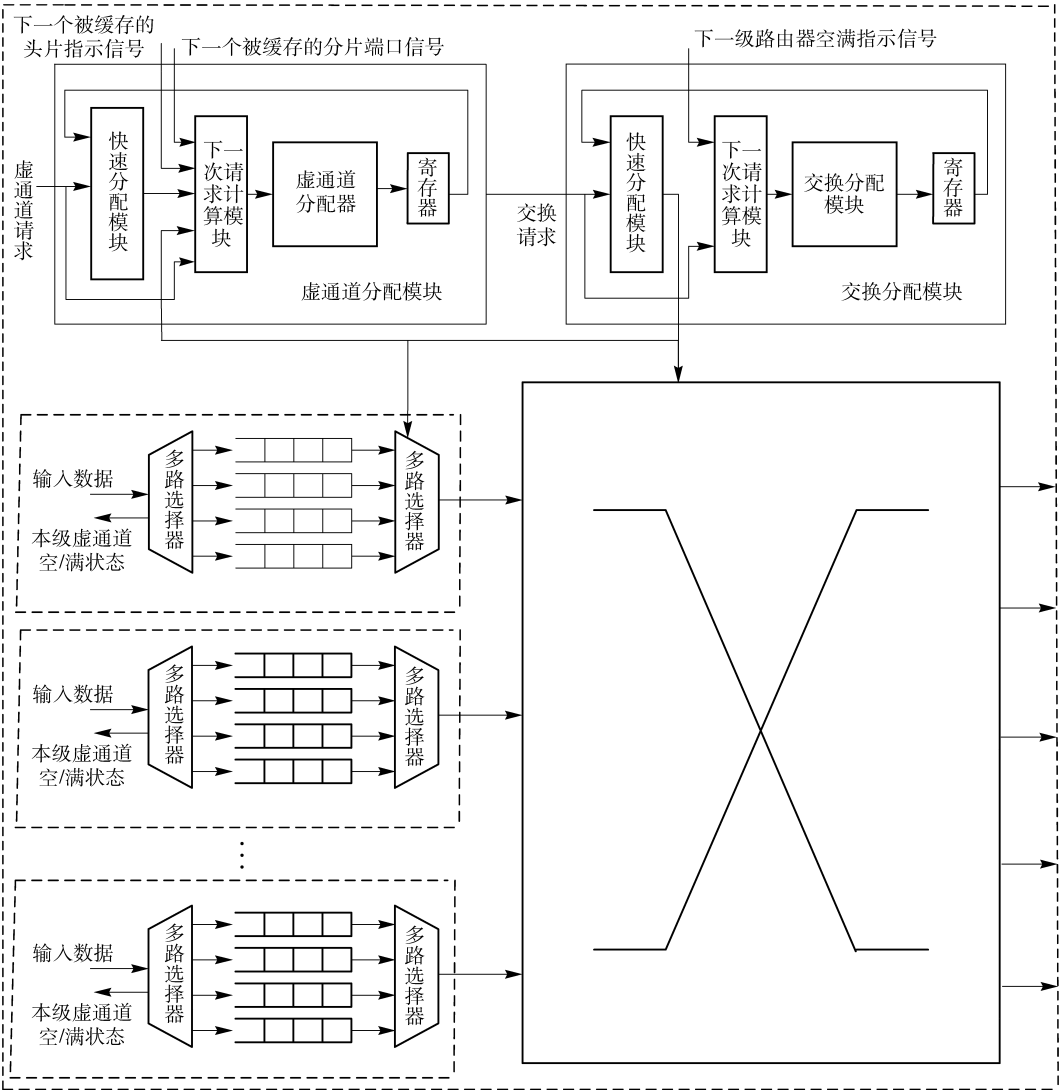 下一个被缓存的
头片指示信号
下一个被缓存的分片端口信号
下一级路由器空满指示信号
虚通道请求
快速分配模块
下一次请求计算模块
虚通道
分配器
寄存器
虚通道分配模块
交换
请求
快速分配模块
下一次请求计算模块
交换分配
模块
寄存器
交换分配模块
输入数据
本级虚通道
空/满状态
多路选择器
多路选择器
输入数据
本级虚通道
空/满状态
多路选择器
多路选择器
输入数据
本级虚通道
空/满状态
多路选择器
多路选择器